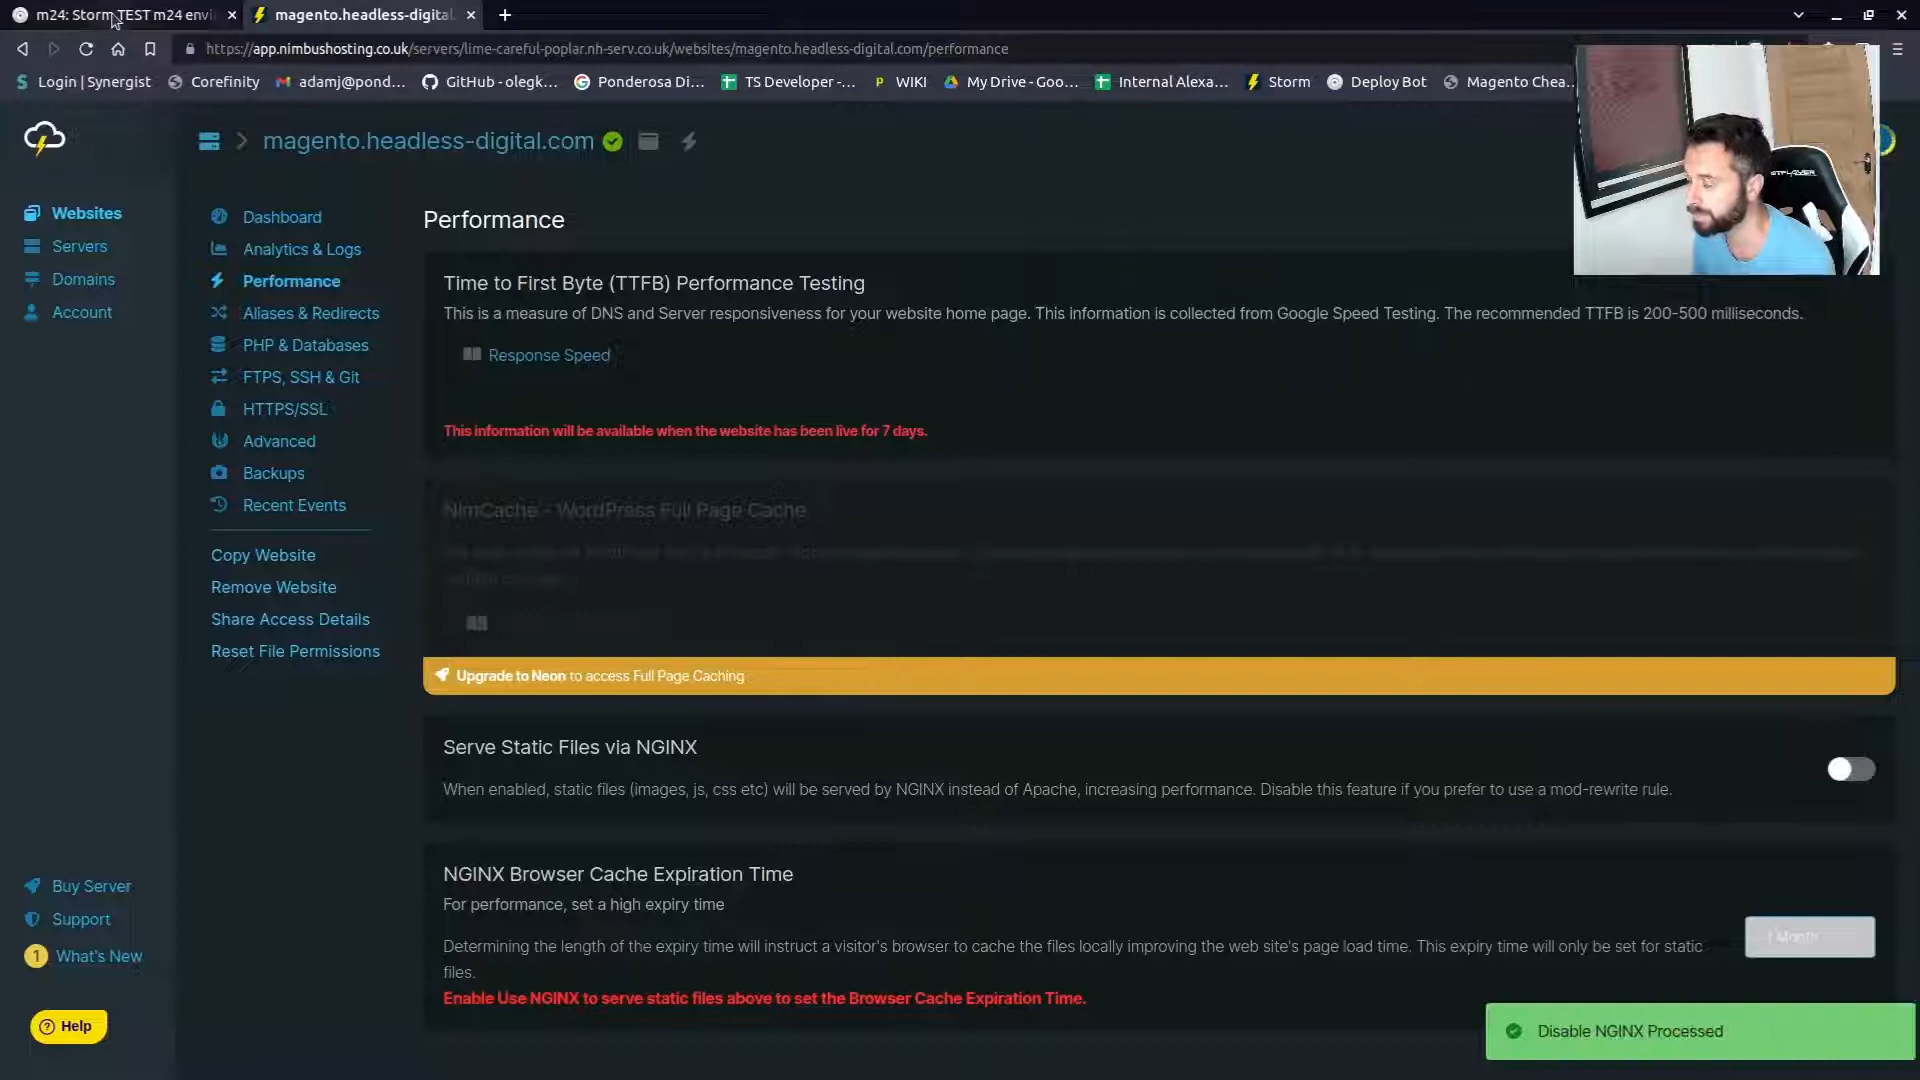 m24: Storm TEST m24 envi
magento.headless-digital.
https://app.nimbushosting.co.uk/servers/lime-careful-poplar.nh-serv.co.uk/websites/magento.headless-digital.com/performance
Login | Synergist
Corefinity
adamj@pond...
GitHub - olegk...
Ponderosa Di...
TS Developer -...
WIKI
My Drive - Goo...
Internal Alexa...
Storm
Deploy Bot
Magento Chea...
magento.headless-digital.com
Websites
Servers
Domains
Account
Dashboard
Analytics & Logs
Performance
Aliases & Redirects
PHP & Databases
FTPS, SSH & Git
HTTPS/SSL
Advanced
Backups
Recent Events
Copy Website
Remove Website
Share Access Details
Reset File Permissions
Performance
Time to First Byte (TTFB) Performance Testing
This is a measure of DNS and Server responsiveness for your website home page. This information is collected from Google Speed Testing. The recommended TTFB is 200-500 milliseconds.
Response Speed
This information will be available when the website has been live for 7 days.
NimCache - WordPress Full Page Cache
Upgrade to Neon to access Full Page Caching
Serve Static Files via NGINX
When enabled, static files (images, js, css etc) will be served by NGINX instead of Apache, increasing performance. Disable this feature if you prefer to use a mod-rewrite rule.
NGINX Browser Cache Expiration Time
For performance, set a high expiry time
Determining the length of the expiry time will instruct a visitor's browser to cache the files locally improving the web site's page load time. This expiry time will only be set for static
files.
1 Month
Enable Use NGINX to serve static files above to set the Browser Cache Expiration Time.
Buy Server
Support
1 What's New
Help
Disable NGINX Processed